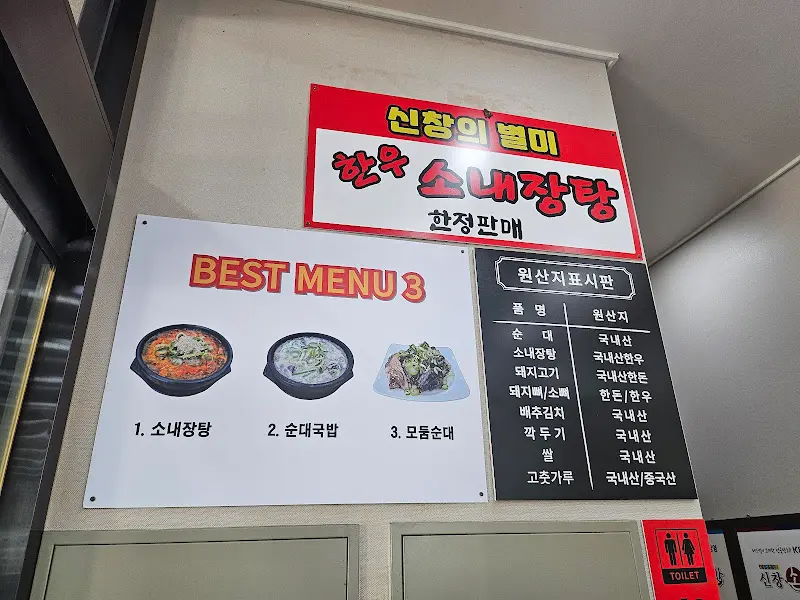 신창의 별미
한우 소내장탕
한정판매
BEST MENU 3
1. 소내장탕
2. 순대국밥
3. 모둠순대
원산지표시판
품 명 원산지
순 대 국내산
소내장탕 국내산한우
돼지고기 국내산한돈
돼지뼈/소뼈 한돈/한우
배추김치 국내산
깍두기 국내산
쌀 국내산
고춧가루 국내산/중국산
TOILET
신창